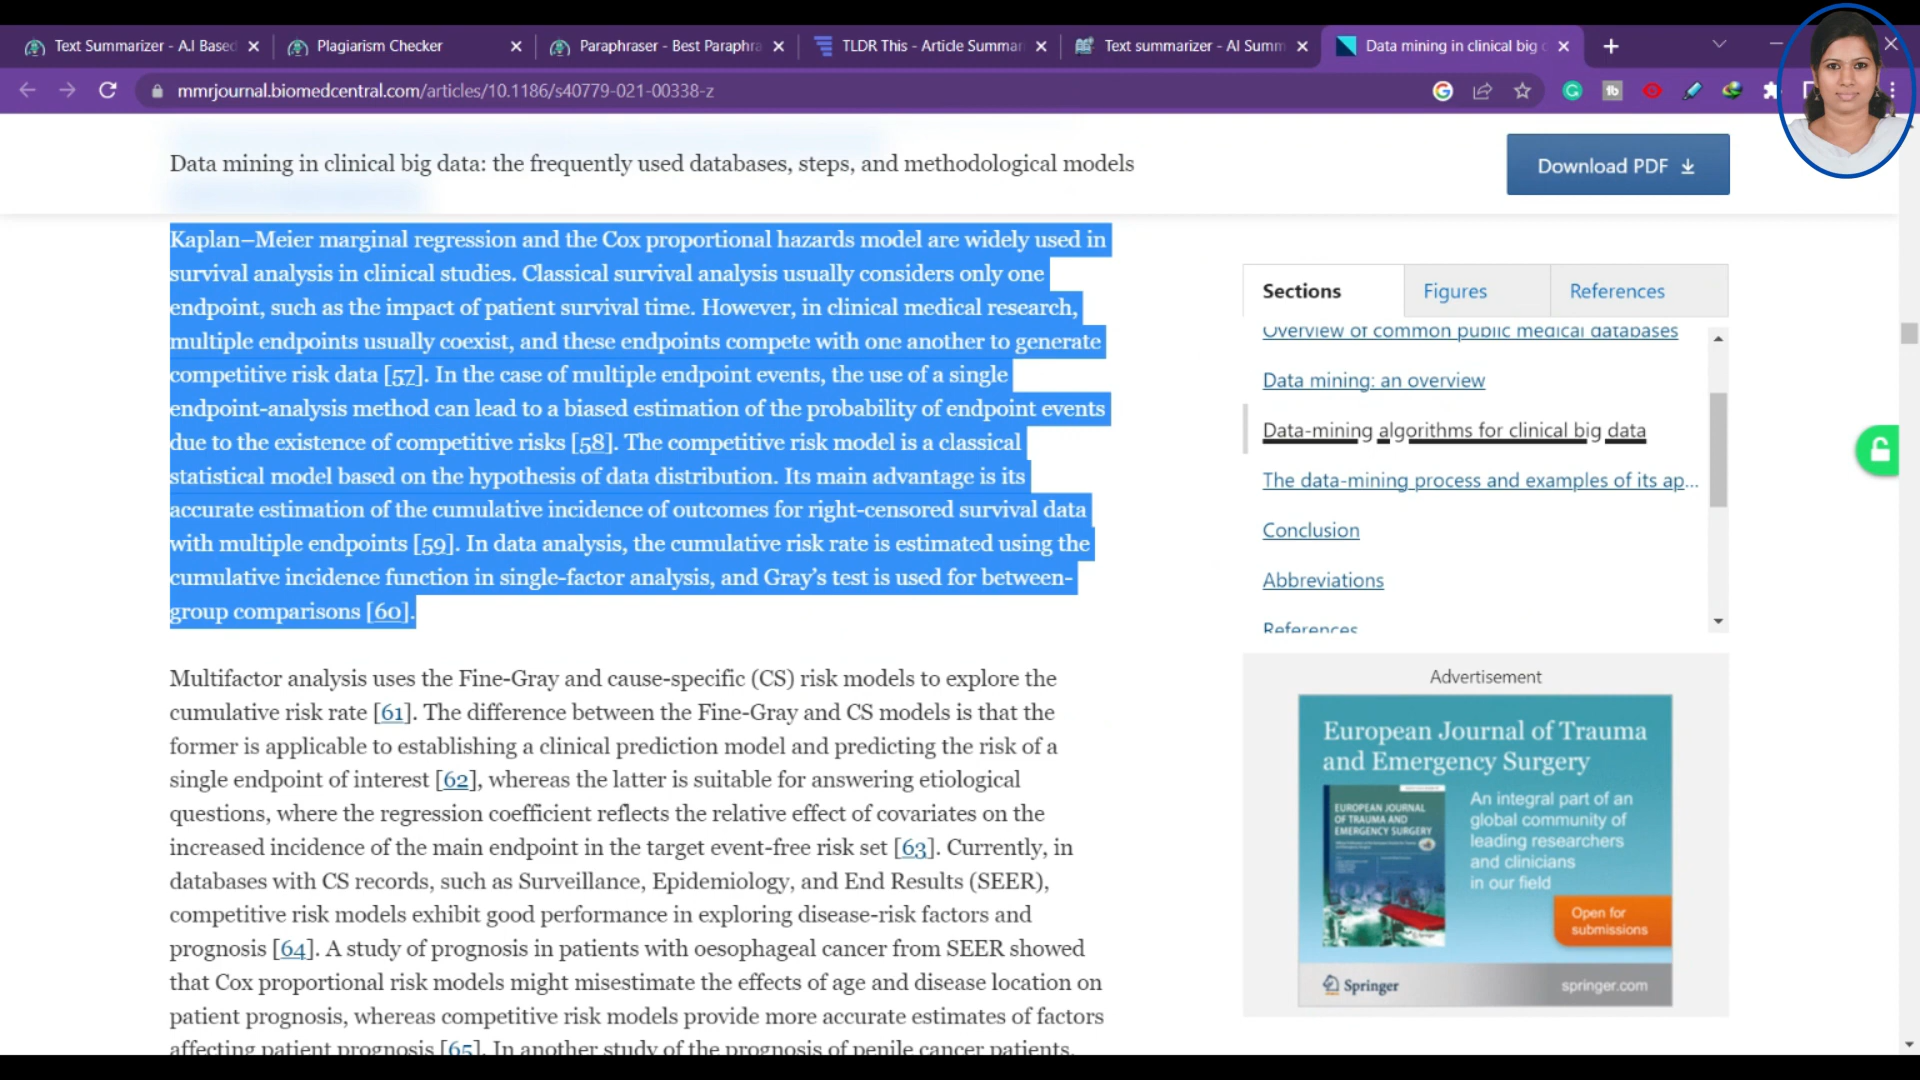 Text Summarizer - A.I Based
Plagiarism Checker
Paraphraser - Best Paraphra
TLDR This - Article Summar
Text summarizer - AI Summ
Data mining in clinical big d
mmrjournal.biomedcentral.com/articles/10.1186/s40779-021-00338-z
Data mining in clinical big data: the frequently used databases, steps, and methodological models
Download PDF
Kaplan–Meier marginal regression and the Cox proportional hazards model are widely used in
survival analysis in clinical studies. Classical survival analysis usually considers only one
endpoint, such as the impact of patient survival time. However, in clinical medical research,
multiple endpoints usually coexist, and these endpoints compete with one another to generate
competitive risk data [57]. In the case of multiple endpoint events, the use of a single
endpoint-analysis method can lead to a biased estimation of the probability of endpoint events
due to the existence of competitive risks [58]. The competitive risk model is a classical
statistical model based on the hypothesis of data distribution. Its main advantage is its
accurate estimation of the cumulative incidence of outcomes for right-censored survival data
with multiple endpoints [59]. In data analysis, the cumulative risk rate is estimated using the
cumulative incidence function in single-factor analysis, and Gray’s test is used for between-
group comparisons [60].
Multifactor analysis uses the Fine-Gray and cause-specific (CS) risk models to explore the
cumulative risk rate [61]. The difference between the Fine-Gray and CS models is that the
former is applicable to establishing a clinical prediction model and predicting the risk of a
single endpoint of interest [62], whereas the latter is suitable for answering etiological
questions, where the regression coefficient reflects the relative effect of covariates on the
increased incidence of the main endpoint in the target event-free risk set [63]. Currently, in
databases with CS records, such as Surveillance, Epidemiology, and End Results (SEER),
competitive risk models exhibit good performance in exploring disease-risk factors and
prognosis [64]. A study of prognosis in patients with oesophageal cancer from SEER showed
that Cox proportional risk models might misestimate the effects of age and disease location on
patient prognosis, whereas competitive risk models provide more accurate estimates of factors
affecting patient prognosis [65]. In another study of the prognosis of penile cancer patients,
Sections
Figures
References
Overview of common public medical databases
Data mining: an overview
Data-mining algorithms for clinical big data
The data-mining process and examples of its ap...
Conclusion
Abbreviations
References
Advertisement
European Journal of Trauma
and Emergency Surgery
EUROPEAN JOURNAL
OF TRAUMA AND
EMERGENCY SURGERY
An integral part of an
global community of
leading researchers
and clinicians
in our field
Open for
submissions
Springer
springer.com